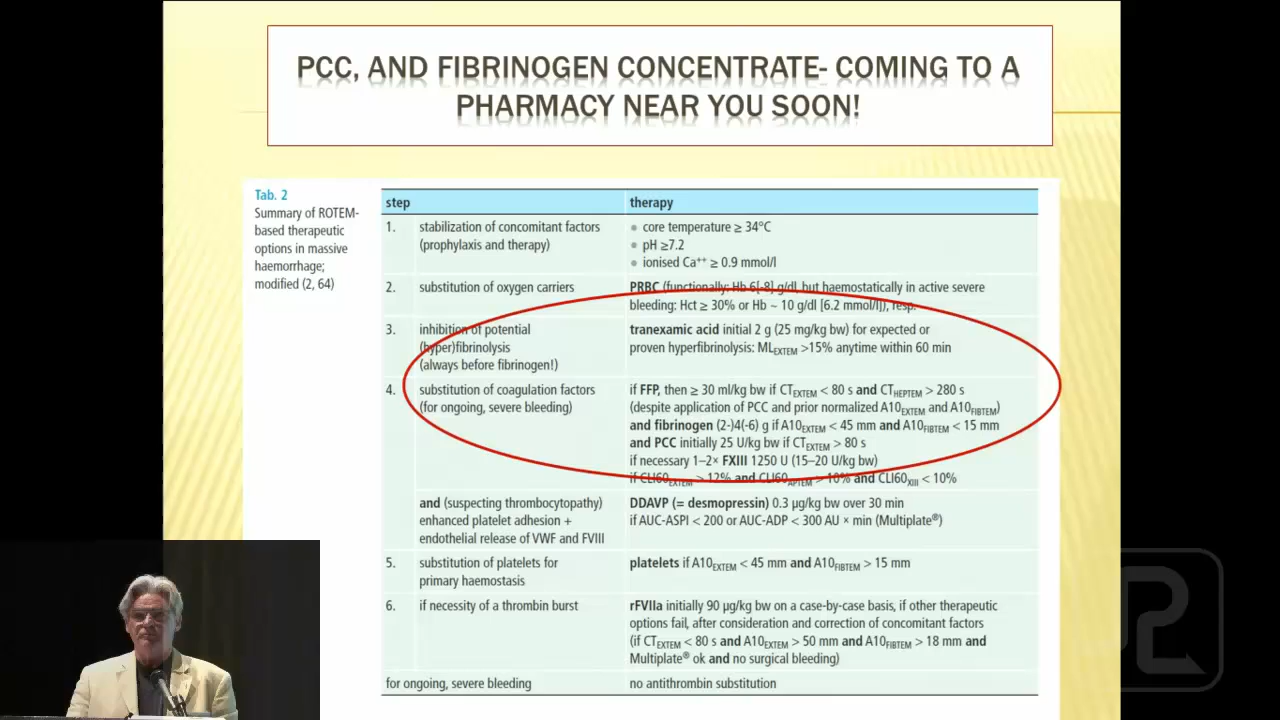 PCC, AND FIBRINOGEN CONCENTRATE- COMING TO A
PHARMACY NEAR YOU SOON!
Tab. 2
Summary of ROTEM-
based therapeutic
options in massive
haemorrhage;
modified (2, 64)
step therapy
1. stabilization of concomitant factors
(prophylaxis and therapy)
• core temperature ≥ 34°C
• pH ≥7.2
• ionised Ca++ ≥ 0.9 mmol/l
2. substitution of oxygen carriers
PRBC (functionally: Hb 6[-8] g/dl, but haemostatically in active severe
bleeding: Hct ≥ 30% or Hb ~ 10 g/dl [6.2 mmol/l]), resp.
3. inhibition of potential
(hyper)fibrinolysis
(always before fibrinogen!)
tranexamic acid initial 2 g (25 mg/kg bw) for expected or
proven hyperfibrinolysis: MLEXTEM >15% anytime within 60 min
4. substitution of coagulation factors
(for ongoing, severe bleeding)
if FFP, then ≥ 30 ml/kg bw if CTEXTEM < 80 s and CTHEPTEM > 280 s
(despite application of PCC and prior normalized A10EXTEM and A10FIBTEM)
and fibrinogen (2-)4(-6) g if A10EXTEM < 45 mm and A10FIBTEM < 15 mm
and PCC initially 25 U/kg bw if CTEXTEM > 80 s
if necessary 1–2× FXIII 1250 U (15–20 U/kg bw)
if CLI60EXTEM > 12% and CLI60APTEM > 10% and CLI60XIII < 10%
and (suspecting thrombocytopathy)
enhanced platelet adhesion +
endothelial release of VWF and FVIII
DDAVP (= desmopressin) 0.3 µg/kg bw over 30 min
if AUC-ASPI < 200 or AUC-ADP < 300 AU × min (Multiplate®)
5. substitution of platelets for
primary haemostasis
platelets if A10EXTEM < 45 mm and A10FIBTEM > 15 mm
6. if necessity of a thrombin burst
rFVIIa initially 90 µg/kg bw on a case-by-case basis, if other therapeutic
options fail, after consideration and correction of concomitant factors
(if CTEXTEM < 80 s and A10EXTEM > 50 mm and A10FIBTEM > 18 mm and
Multiplate® ok and no surgical bleeding)
for ongoing, severe bleeding no antithrombin substitution